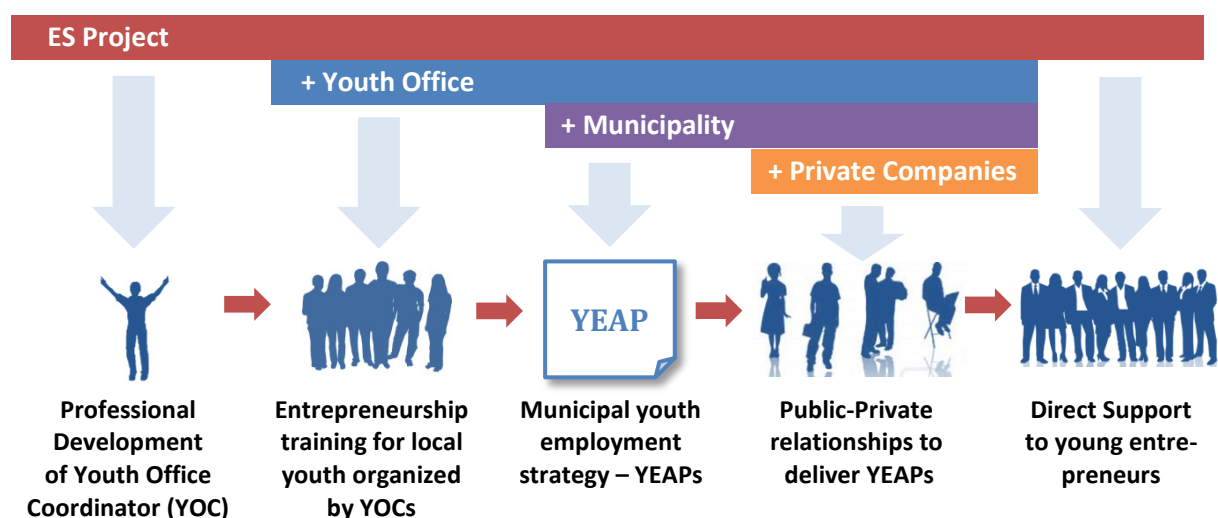 ES Project
+ Youth Office
+ Municipality
+ Private Companies
YEAP
Professional
Development
of Youth Office
Coordinator (YOC)
Entrepreneurship
training for local
youth organized
by YOCs
Municipal youth
employment
strategy – YEAPs
Public-Private
relationships to
deliver YEAPs
Direct Support
to young entre-
preneurs